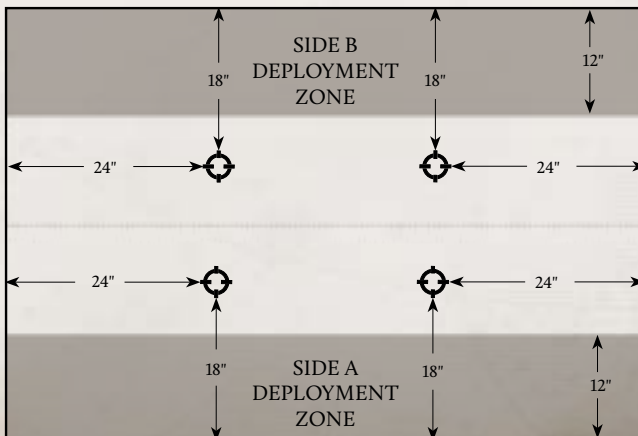 SIDE B
DEPLOYMENT
ZONE
18"
18"
12"
24"
24"
24"
24"
18"
SIDE A
DEPLOYMENT
ZONE
18"
12"